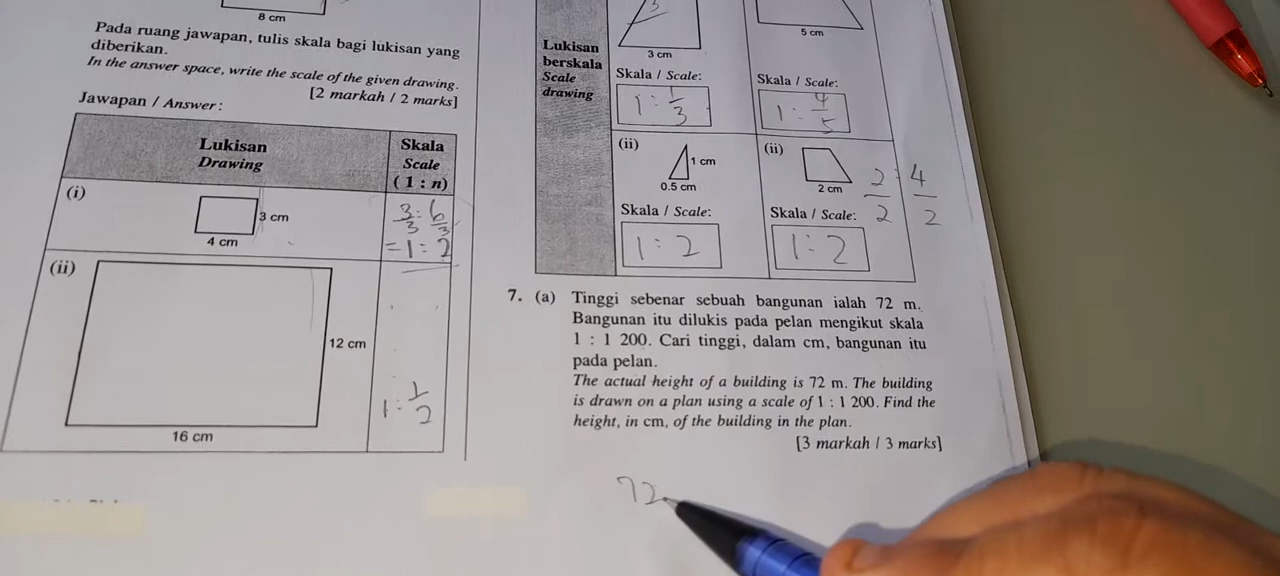 8 cm
Pada ruang jawapan, tulis skala bagi lukisan yang
diberikan.
In the answer space, write the scale of the given drawing.
[2 markah / 2 marks]
Jawapan / Answer:
Lukisan
Drawing
Skala
Scale
(1 : n)
(i)
3 cm
4 cm
3/3 : 6/3
= 1 : 2
(ii)
12 cm
16 cm
1 : 1/2
Lukisan
berskala
Scale
drawing
3 cm
Skala / Scale:
1 : 1/3
5 cm
Skala / Scale:
1 : 4/5
(ii)
1 cm
0.5 cm
Skala / Scale:
1 : 2
(ii)
2 cm
Skala / Scale:
1 : 2
2/2 : 4/2
7. (a) Tinggi sebenar sebuah bangunan ialah 72 m.
Bangunan itu dilukis pada pelan mengikut skala
1 : 1 200. Cari tinggi, dalam cm, bangunan itu
pada pelan.
The actual height of a building is 72 m. The building
is drawn on a plan using a scale of 1 : 1 200. Find the
height, in cm, of the building in the plan.
[3 markah / 3 marks]
72